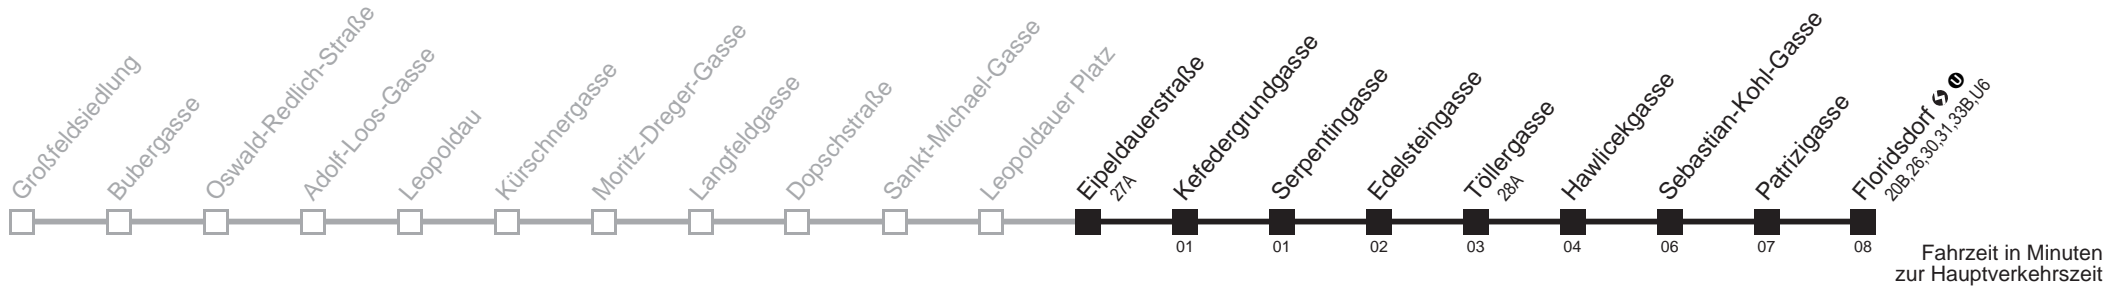 Großfeldsiedlung
Bubergasse
Oswald-Redlich-Straße
Adolf-Loos-Gasse
Leopoldau
Kürschnergasse
Moritz-Dreger-Gasse
Langfeldgasse
Dopschstraße
Sankt-Michael-Gasse
Leopoldauer Platz
Eipeldauerstraße
27A
Kefedergrundgasse
Serpentingasse
Edelsteingasse
Töllergasse
28A
Hawlicekgasse
Sebastian-Kohl-Gasse
Patrizigasse
Floridsdorf S U
20B,26,30,31,33B,U6
01 01 02 03 04 06 07 08
Fahrzeit in Minuten
zur Hauptverkehrszeit